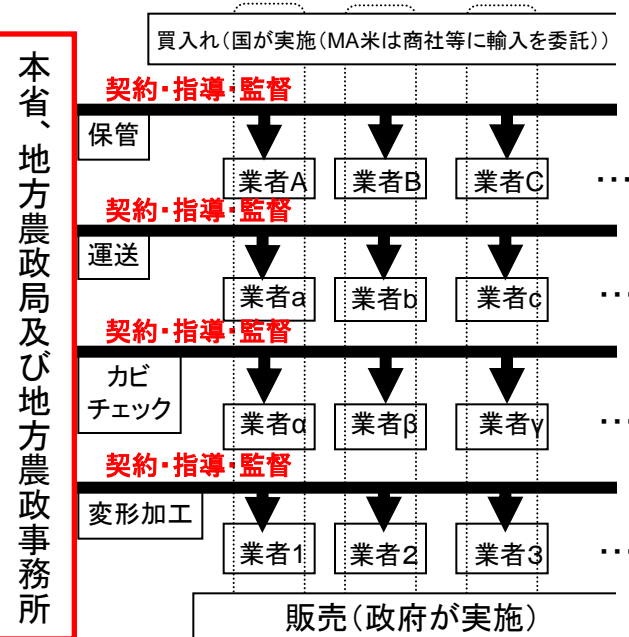 買入れ(国が実施(MA米は商社等に輸入を委託))
本省、地方農政局及び地方農政事務所
契約・指導・監督
保管
業者A
業者B
業者C
…
契約・指導・監督
運送
業者a
業者b
業者c
…
契約・指導・監督
カビ
チェック
業者α
業者β
業者γ
…
契約・指導・監督
変形加工
業者1
業者2
業者3
…
販売(政府が実施)